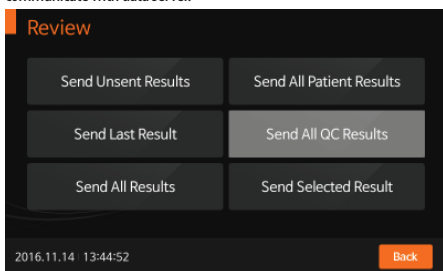 Review
Send Unsent Results
Send All Patient Results
Send Last Result
Send All QC Results
Send All Results
Send Selected Result
2016.11.14 13:44:52
Back